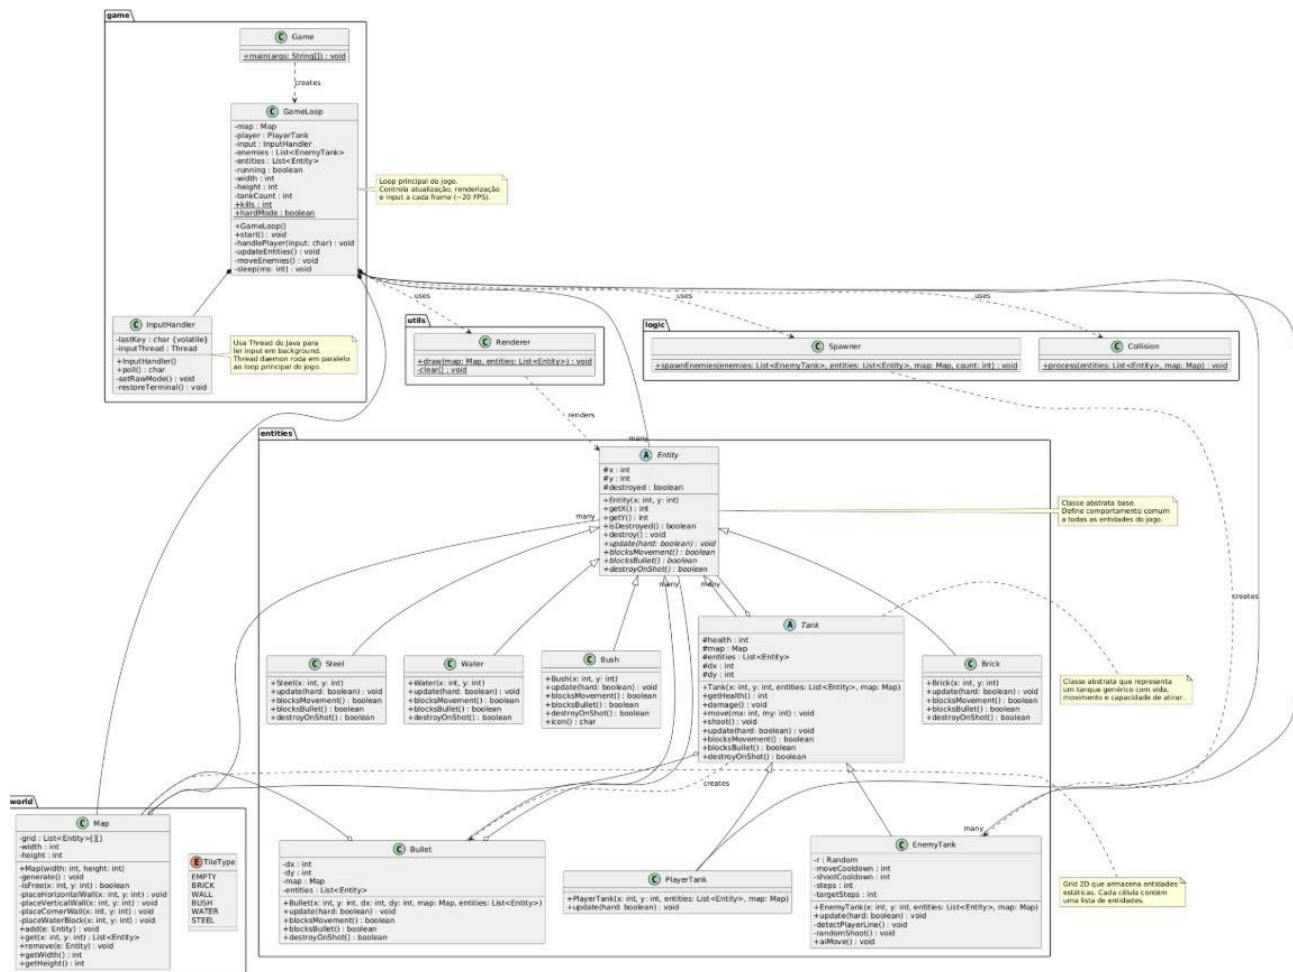 game
C Game
+main(args: String[]) : void
creates
C GameLoop
-map : Map
-player : PlayerTank
-input : InputHandler
-enemies : List<EnemyTank>
-entities : List<Entity>
-running : boolean
-width : int
-height : int
-tankCount : int
+kills : int
+hardMode : boolean
+GameLoop()
+start() : void
-handlePlayer(input: char) : void
-updateEntities() : void
-moveEnemies() : void
-sleep(ms: int) : void
Loop principal do jogo.
Controla atualização, renderização
e input a cada frame (~20 FPS).
C InputHandler
-lastKey : char {volatile}
-inputThread : Thread
+InputHandler()
+poll() : char
-setRawMode() : void
-restoreTerminal() : void
Usa Thread do Java para
ler input em background.
Thread daemon roda em paralelo
ao loop principal do jogo.
uses
uses
uses
utils
C Renderer
+draw(map: Map, entities: List<Entity>) : void
-clear() : void
logic
C Spawner
+spawnEnemies(enemies: List<EnemyTank>, entities: List<Entity>, map: Map, count: int) : void
C Collision
+process(entities: List<Entity>, map: Map) : void
renders
many
entities
A Entity
#x : int
#y : int
#destroyed : boolean
+Entity(x: int, y: int)
+getX() : int
+getY() : int
+isDestroyed() : boolean
+destroy() : void
+update(hard: boolean) : void
+blocksMovement() : boolean
+blocksBullet() : boolean
+destroyOnShot() : boolean
many
many
many
Classe abstrata base.
Define comportamento comum
a todas as entidades do jogo.
creates
C Steel
+Steel(x: int, y: int)
+update(hard: boolean) : void
+blocksMovement() : boolean
+blocksBullet() : boolean
+destroyOnShot() : boolean
C Water
+Water(x: int, y: int)
+update(hard: boolean) : void
+blocksMovement() : boolean
+blocksBullet() : boolean
+destroyOnShot() : boolean
C Bush
+Bush(x: int, y: int)
+update(hard: boolean) : void
+blocksMovement() : boolean
+blocksBullet() : boolean
+destroyOnShot() : boolean
+icon() : char
A Tank
#health : int
#map : Map
#entities : List<Entity>
#dx : int
#dy : int
+Tank(x: int, y: int, entities: List<Entity>, map: Map)
+getHealth() : int
+damage() : void
+move(mx: int, my: int) : void
+shoot() : void
+update(hard: boolean) : void
+blocksMovement() : boolean
+blocksBullet() : boolean
+destroyOnShot() : boolean
C Brick
+Brick(x: int, y: int)
+update(hard: boolean) : void
+blocksMovement() : boolean
+blocksBullet() : boolean
+destroyOnShot() : boolean
Classe abstrata que representa
um tanque genérico com vida,
movimento e capacidade de atirar.
creates
many
world
C Map
-grid : List<Entity>[][]
-width : int
-height : int
+Map(width: int, height: int)
-generate() : void
-isFree(x: int, y: int) : boolean
-placeHorizontalWall(x: int, y: int) : void
-placeVerticalWall(x: int, y: int) : void
-placeCornerWall(x: int, y: int) : void
-placeWaterBlock(x: int, y: int) : void
+add(e: Entity) : void
+get(x: int, y: int) : List<Entity>
+remove(e: Entity) : void
+getWidth() : int
+getHeight() : int
E TileType
EMPTY
BRICK
WALL
BUSH
WATER
STEEL
C Bullet
-dx : int
-dy : int
-map : Map
-entities : List<Entity>
+Bullet(x: int, y: int, dx: int, dy: int, map: Map, entities: List<Entity>)
+update(hard: boolean) : void
+blocksMovement() : boolean
+blocksBullet() : boolean
+destroyOnShot() : boolean
C PlayerTank
+PlayerTank(x: int, y: int, entities: List<Entity>, map: Map)
+update(hard: boolean) : void
C EnemyTank
-r : Random
-moveCooldown : int
-shootCooldown : int
-steps : int
-targetSteps : int
+EnemyTank(x: int, y: int, entities: List<Entity>, map: Map)
+update(hard: boolean) : void
-detectPlayerLine() : void
-randomShoot() : void
+aiMove() : void
Grid 2D que armazena entidades
estáticas. Cada célula contém
uma lista de entidades.